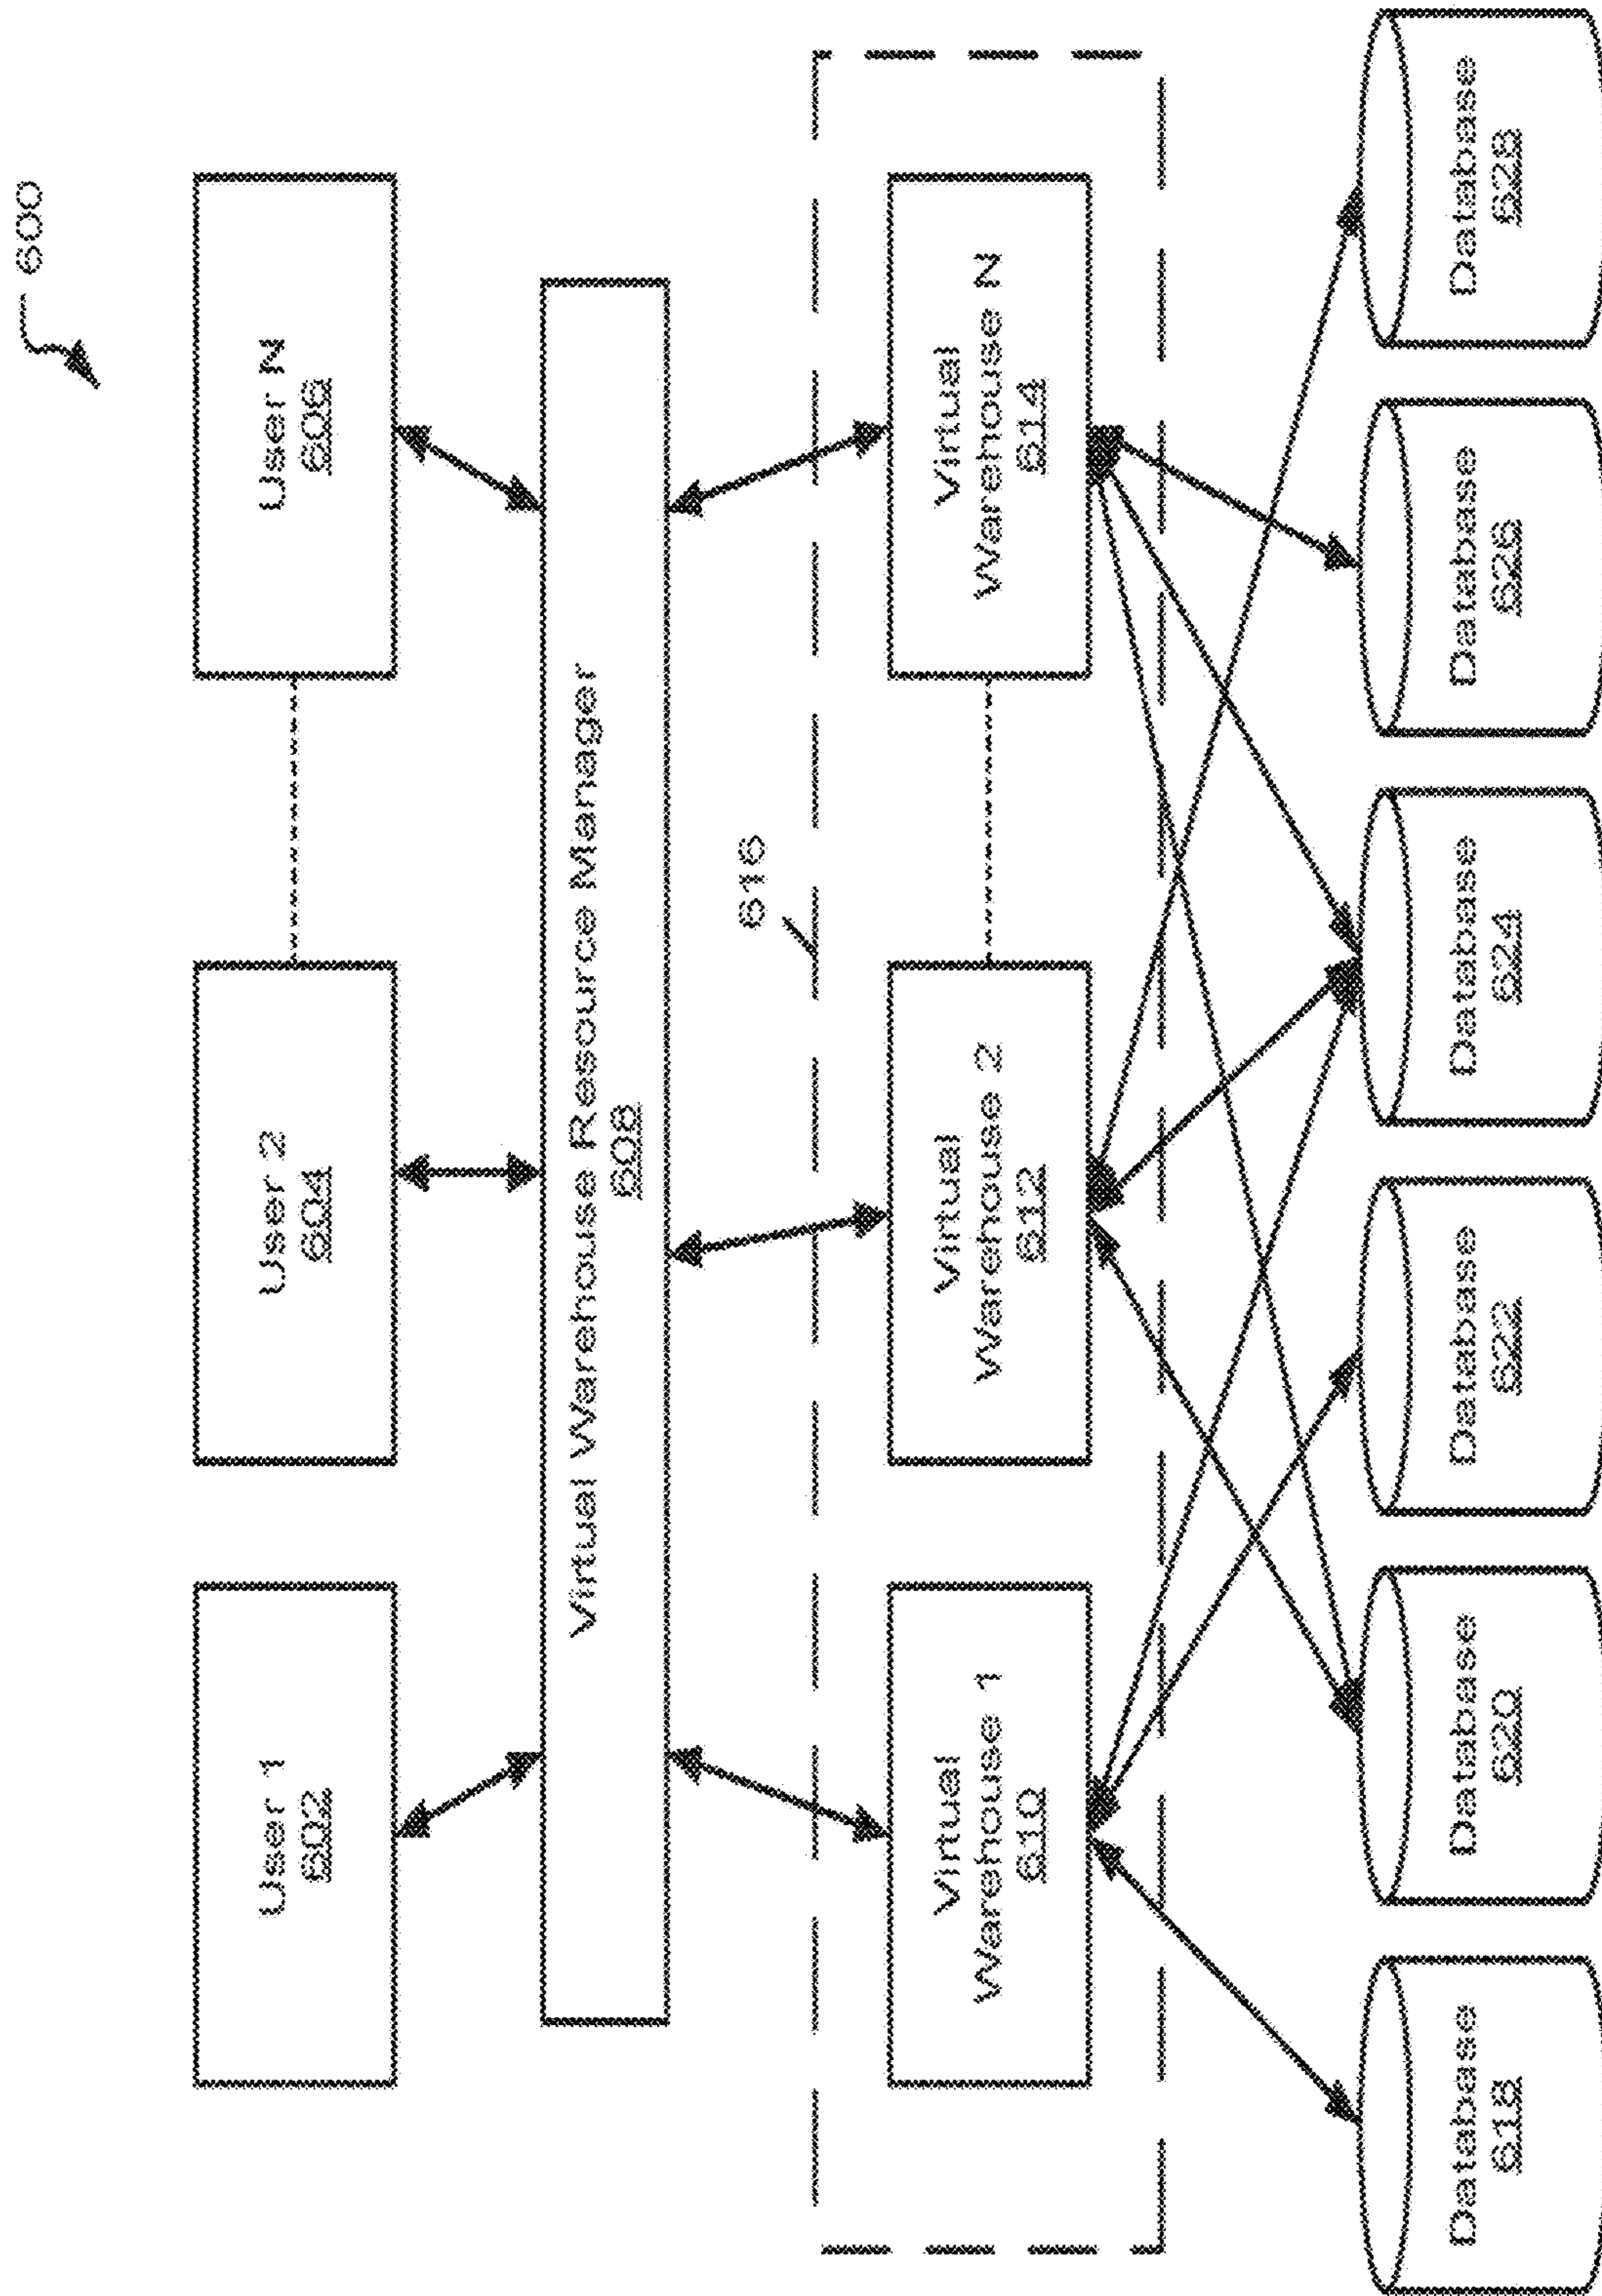 600
User 1
602
User 2
604
User N
606
Virtual Warehouse Resource Manager
608
616
Virtual
Warehouse 1
610
Virtual
Warehouse 2
612
Virtual
Warehouse N
614
Database
618
Database
620
Database
622
Database
624
Database
626
Database
628